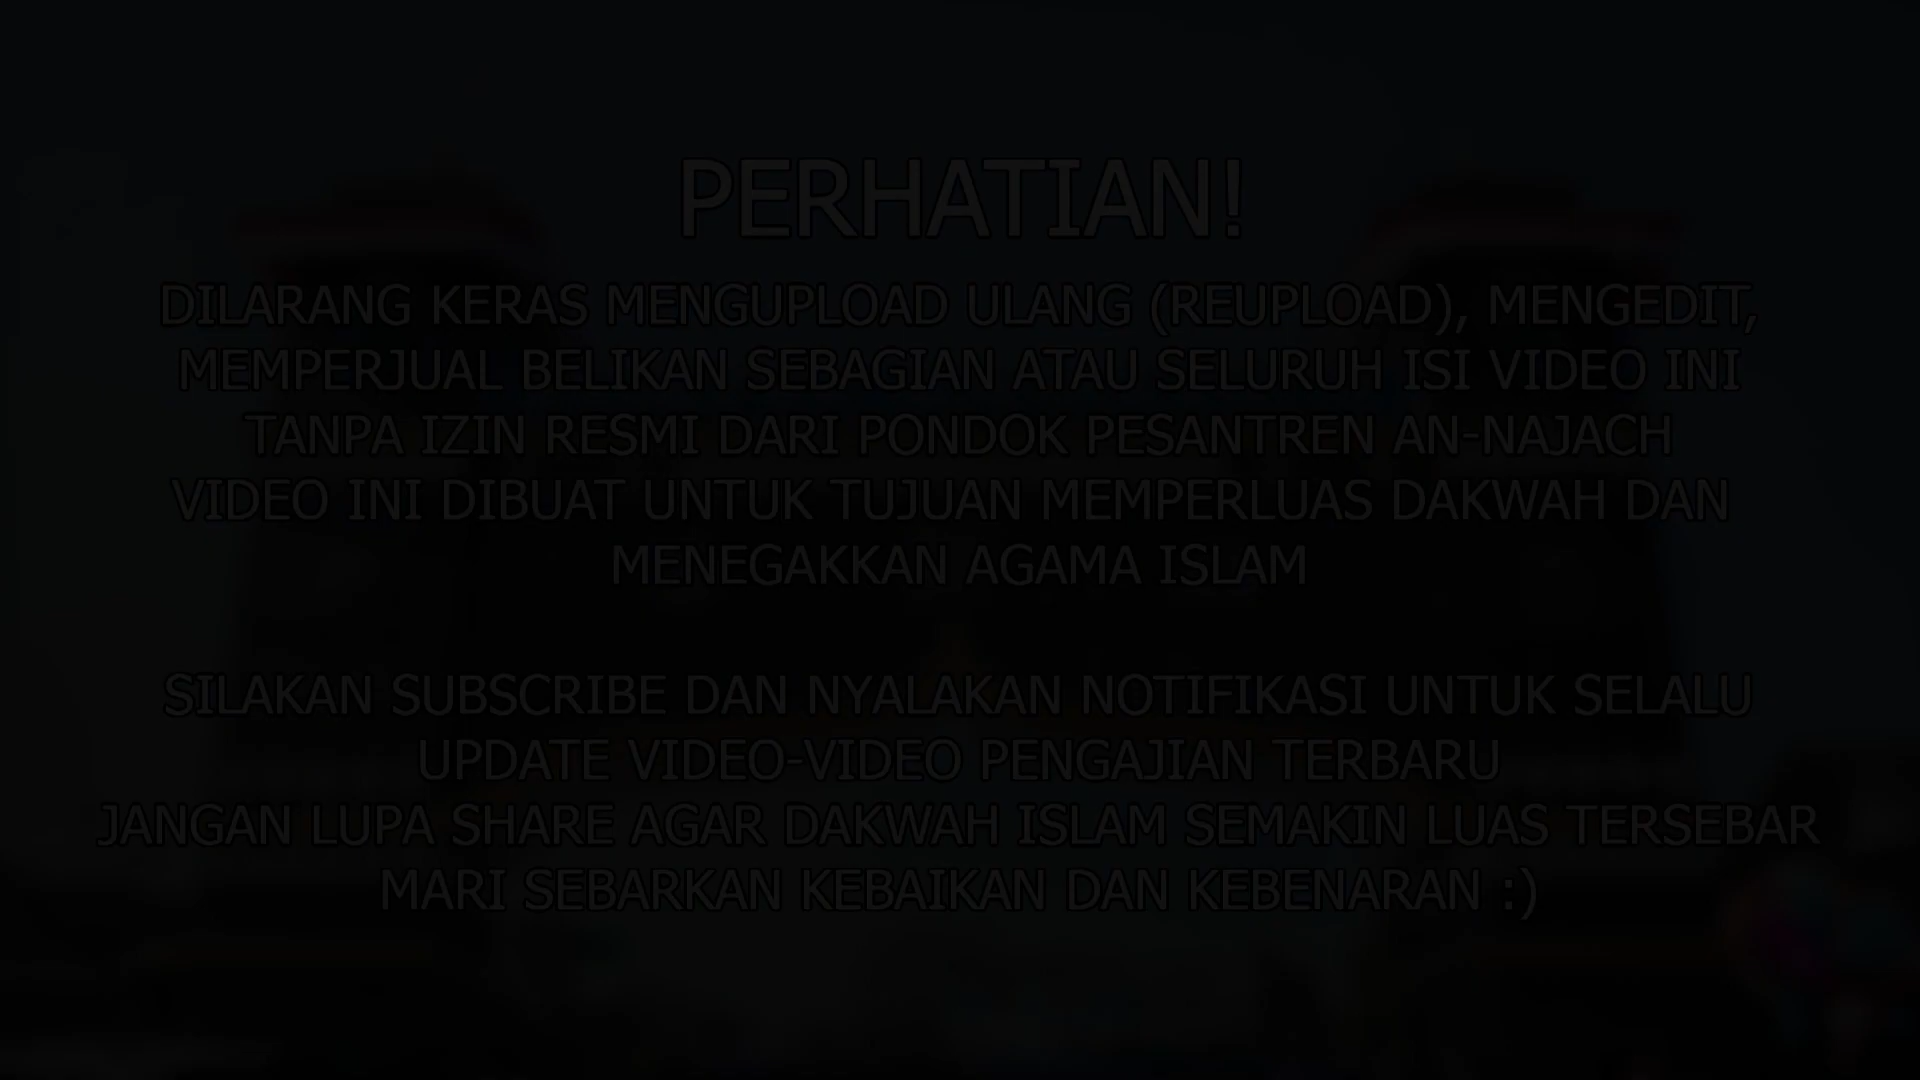 PERHATIAN!
DILARANG KERAS MENGUPLOAD ULANG (REUPLOAD), MENGEDIT,
MEMPERJUAL BELIKAN SEBAGIAN ATAU SELURUH ISI VIDEO INI
TANPA IZIN RESMI DARI PONDOK PESANTREN AN-NAJACH
VIDEO INI DIBUAT UNTUK TUJUAN MEMPERLUAS DAKWAH DAN
MENEGAKKAN AGAMA ISLAM
SILAKAN SUBSCRIBE DAN NYALAKAN NOTIFIKASI UNTUK SELALU
UPDATE VIDEO-VIDEO PENGAJIAN TERBARU
JANGAN LUPA SHARE AGAR DAKWAH ISLAM SEMAKIN LUAS TERSEBAR
MARI SEBARKAN KEBAIKAN DAN KEBENARAN :)